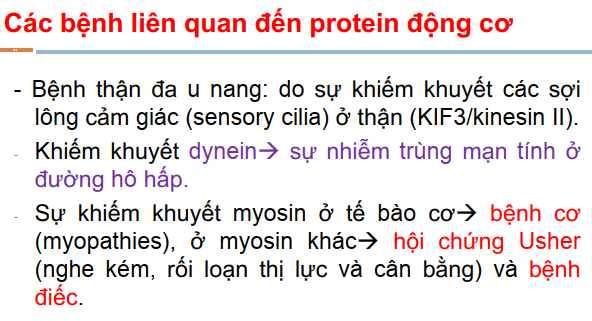 Các bệnh liên quan đến protein động cơ
- Bệnh thận đa u nang: do sự khiếm khuyết các sợi
lông cảm giác (sensory cilia) ở thận (KIF3/kinesin II).
- Khiếm khuyết dynein→ sự nhiễm trùng mạn tính ở
đường hô hấp.
- Sự khiếm khuyết myosin ở tế bào cơ→ bệnh cơ
(myopathies), ở myosin khác→ hội chứng Usher
(nghe kém, rối loạn thị lực và cân bằng) và bệnh
điếc.